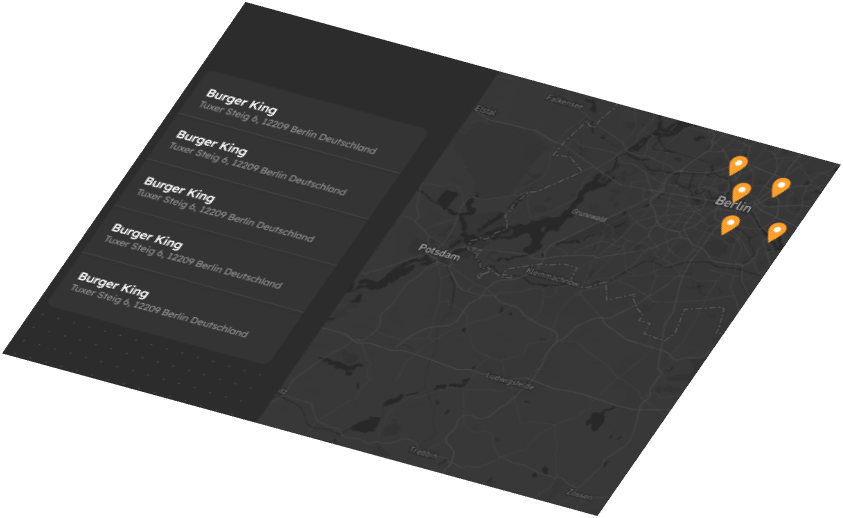 Burger King
Tuxer Steig 6, 12209 Berlin Deutschland
Burger King
Tuxer Steig 6, 12209 Berlin Deutschland
Burger King
Tuxer Steig 6, 12209 Berlin Deutschland
Burger King
Tuxer Steig 6, 12209 Berlin Deutschland
Burger King
Tuxer Steig 6, 12209 Berlin Deutschland
Falkensee
Elstal
Berlin
Grunewald
Potsdam
Kleinmachnow
Ludwigsfelde
Trebbin
Zossen